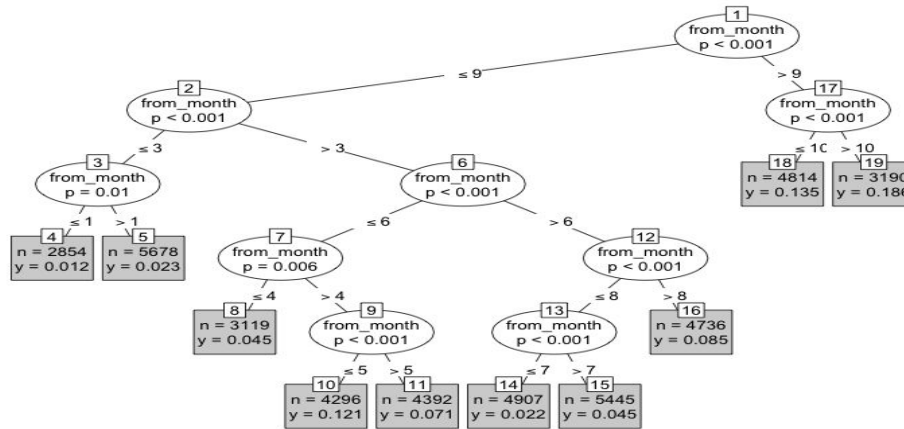 1
from_month
p < 0.001
≤ 9
> 9
2
from_month
p < 0.001
17
from_month
p < 0.001
≤ 3
> 3
≤ 10
> 10
3
from_month
p = 0.01
6
from_month
p < 0.001
18
n = 4814
y = 0.135
19
n = 3190
y = 0.186
≤ 1
> 1
≤ 6
> 6
4
n = 2854
y = 0.012
5
n = 5678
y = 0.023
7
from_month
p = 0.006
12
from_month
p < 0.001
≤ 4
> 4
≤ 8
> 8
8
n = 3119
y = 0.045
9
from_month
p < 0.001
13
from_month
p < 0.001
16
n = 4736
y = 0.085
≤ 5
> 5
≤ 7
> 7
10
n = 4296
y = 0.121
11
n = 4392
y = 0.071
14
n = 4907
y = 0.022
15
n = 5445
y = 0.045